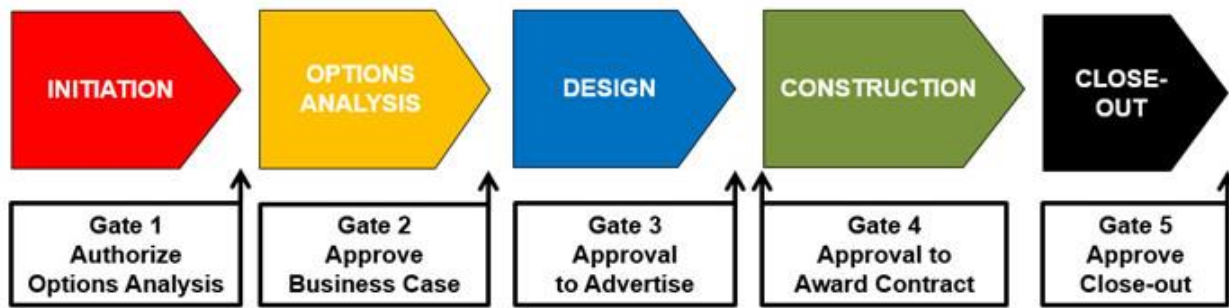 INITIATION
OPTIONS
ANALYSIS
DESIGN
CONSTRUCTION
CLOSE-
OUT
Gate 1
Authorize
Options Analysis
Gate 2
Approve
Business Case
Gate 3
Approval
to Advertise
Gate 4
Approval to
Award Contract
Gate 5
Approve
Close-out